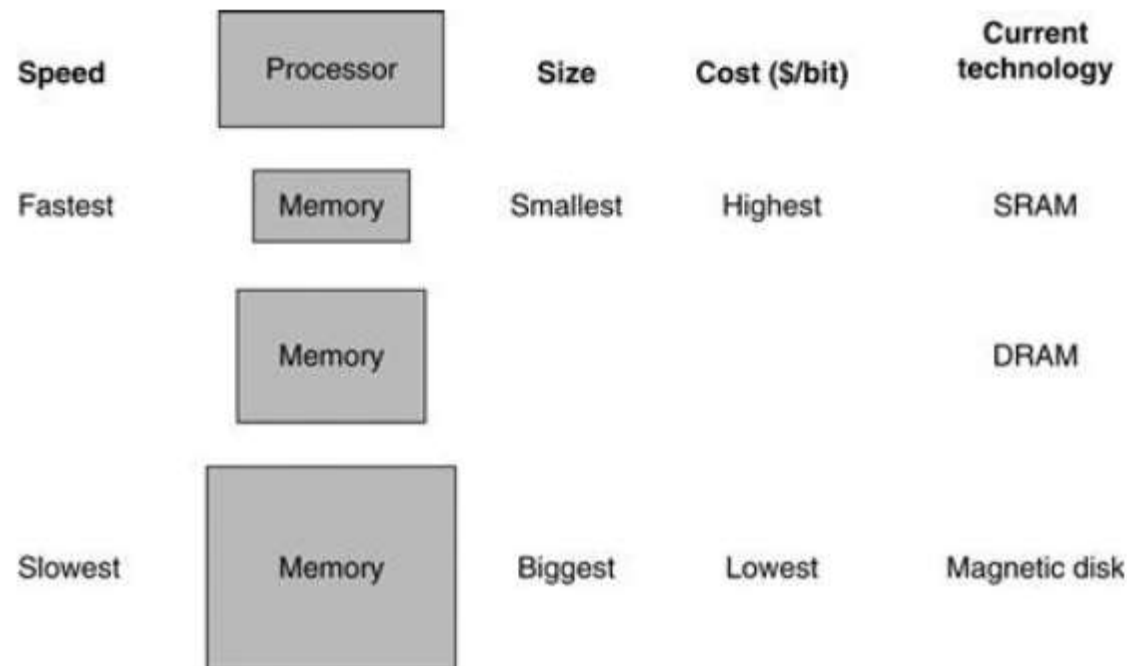 Speed Processor Size Cost ($/bit) Current
technology
Fastest Memory Smallest Highest SRAM
Memory DRAM
Slowest Memory Biggest Lowest Magnetic disk